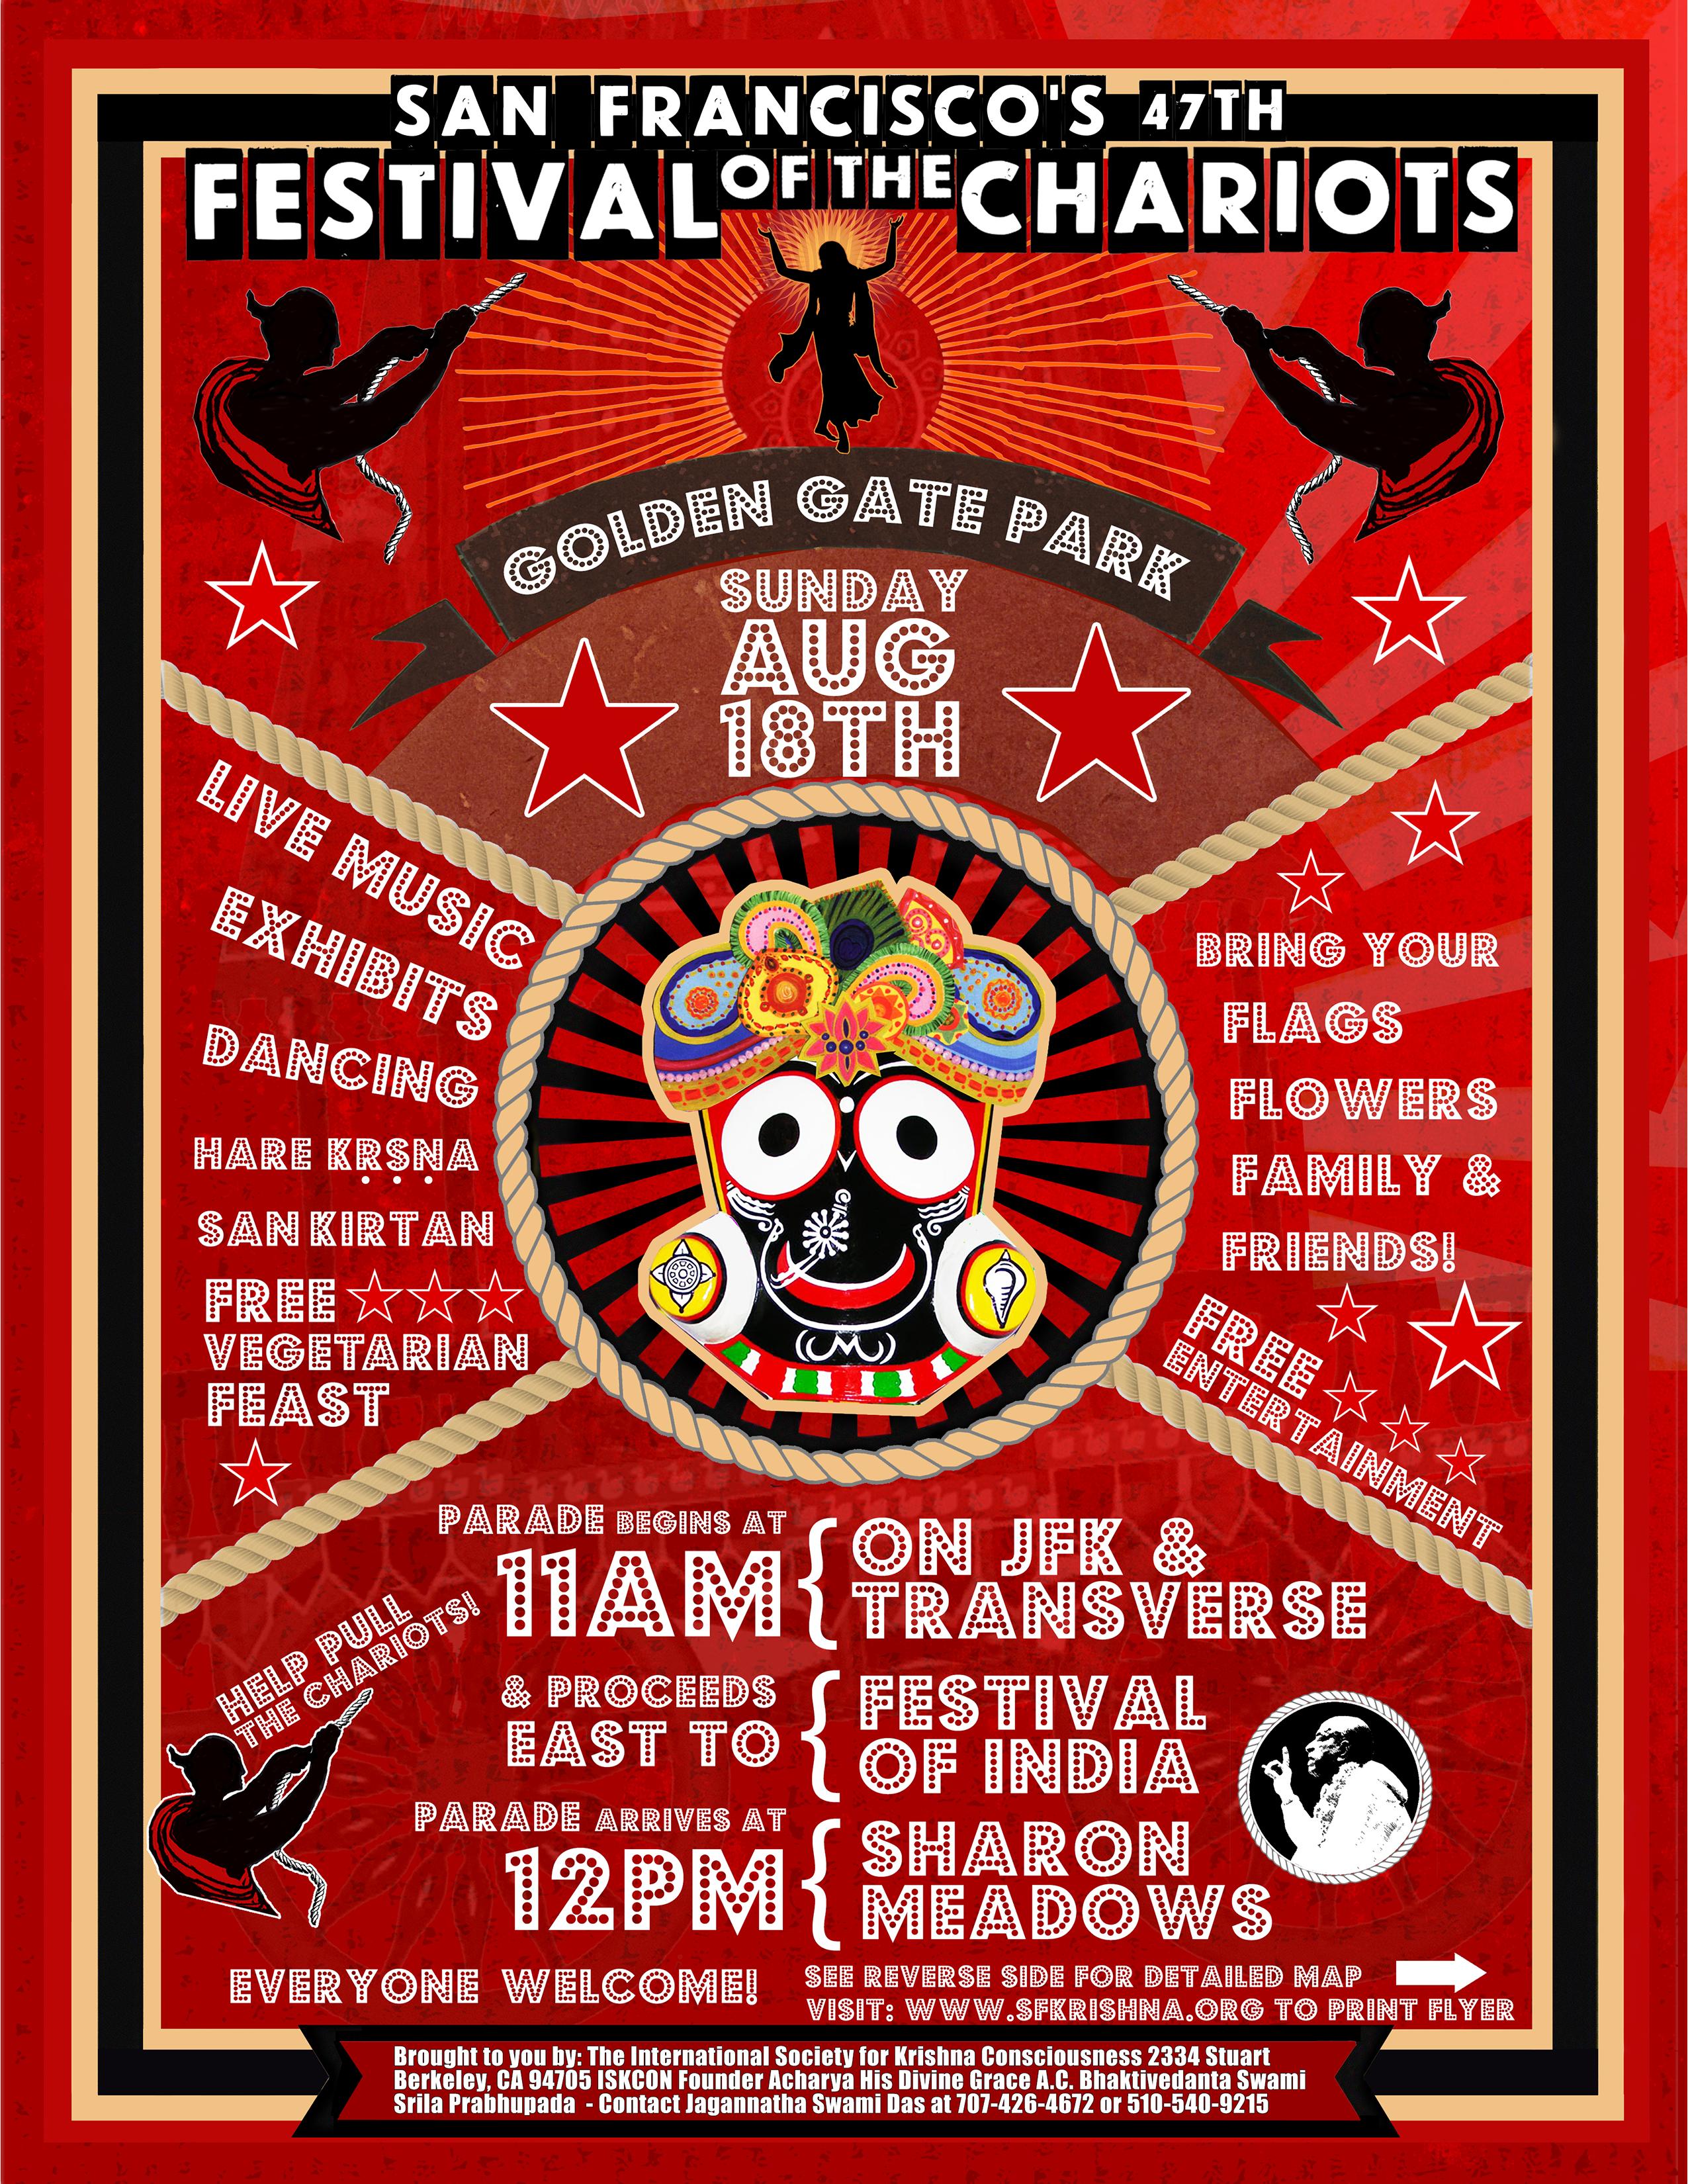 SAN FRANCISCO'S 47TH
FESTIVAL OF THE CHARIOTS
GOLDEN GATE PARK
SUNDAY
AUG
18TH
LIVE MUSIC
EXHIBITS
DANCING
HARE KṚṢṆA
SANKIRTAN
FREE
VEGETARIAN
FEAST
BRING YOUR
FLAGS
FLOWERS
FAMILY &
FRIENDS!
FREE
ENTERTAINMENT
PARADE BEGINS AT
11AM
{ ON JFK &
TRANSVERSE
HELP PULL
THE CHARIOTS!
& PROCEEDS
EAST TO
{ FESTIVAL
OF INDIA
PARADE ARRIVES AT
12PM
{ SHARON
MEADOWS
EVERYONE WELCOME!
SEE REVERSE SIDE FOR DETAILED MAP
VISIT: WWW.SFKRISHNA.ORG TO PRINT FLYER
Brought to you by: The International Society for Krishna Consciousness 2334 Stuart
Berkeley, CA 94705 ISKCON Founder Acharya His Divine Grace A.C. Bhaktivedanta Swami
Srila Prabhupada - Contact Jagannatha Swami Das at 707-426-4672 or 510-540-9215